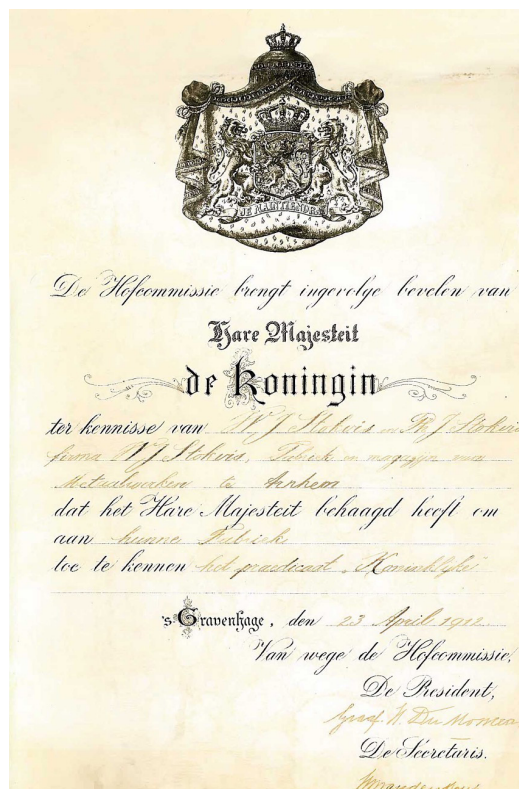 JE MAINTIENDRAI
De Hofcommissie brengt ingevolge bevelen van
Hare Majesteit
de Koningin
ter kennisse van W J Stokvis en Ph. J Stokvis
firma W J Stokvis, Fabriek en magazijn van
Metaalwerken te Arnhem
dat het Hare Majesteit behaagd heeft om
aan hunne Fabriek
toe te kennen het praedicaat "Koninklijke"
's Gravenhage, den 23 April 1912
Van wege de Hofcommissie,
De President,
Graaf
De Secretaris.